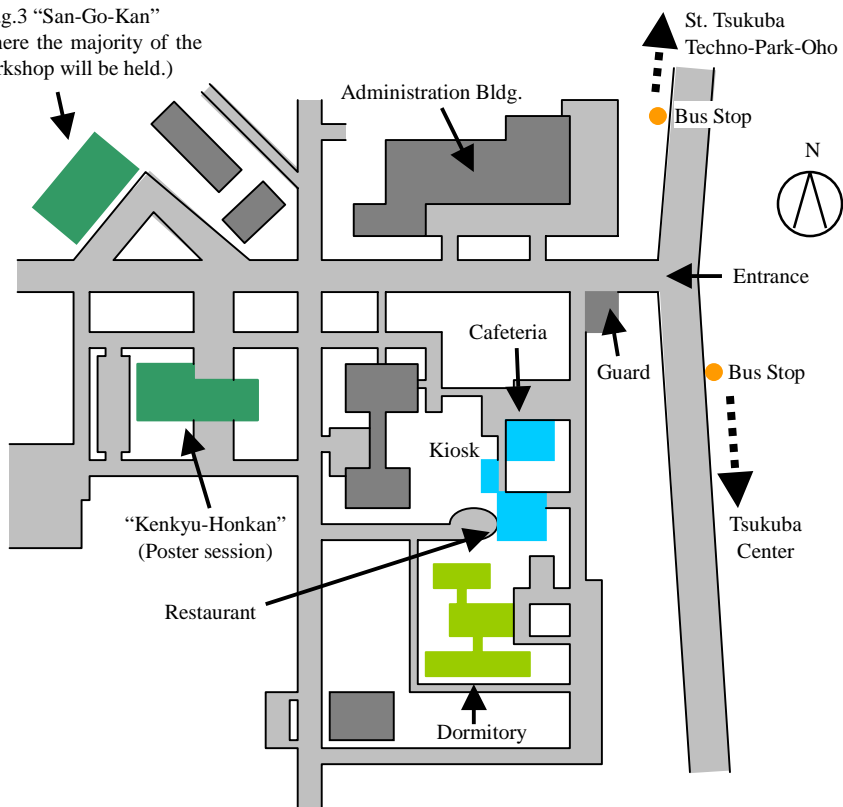 g.3 “San-Go-Kan”
here the majority of the
rkshop will be held.)
St. Tsukuba
Techno-Park-Oho
Administration Bldg.
Bus Stop
N
Entrance
Cafeteria
Guard
Bus Stop
Kiosk
“Kenkyu-Honkan”
(Poster session)
Tsukuba
Center
Restaurant
Dormitory